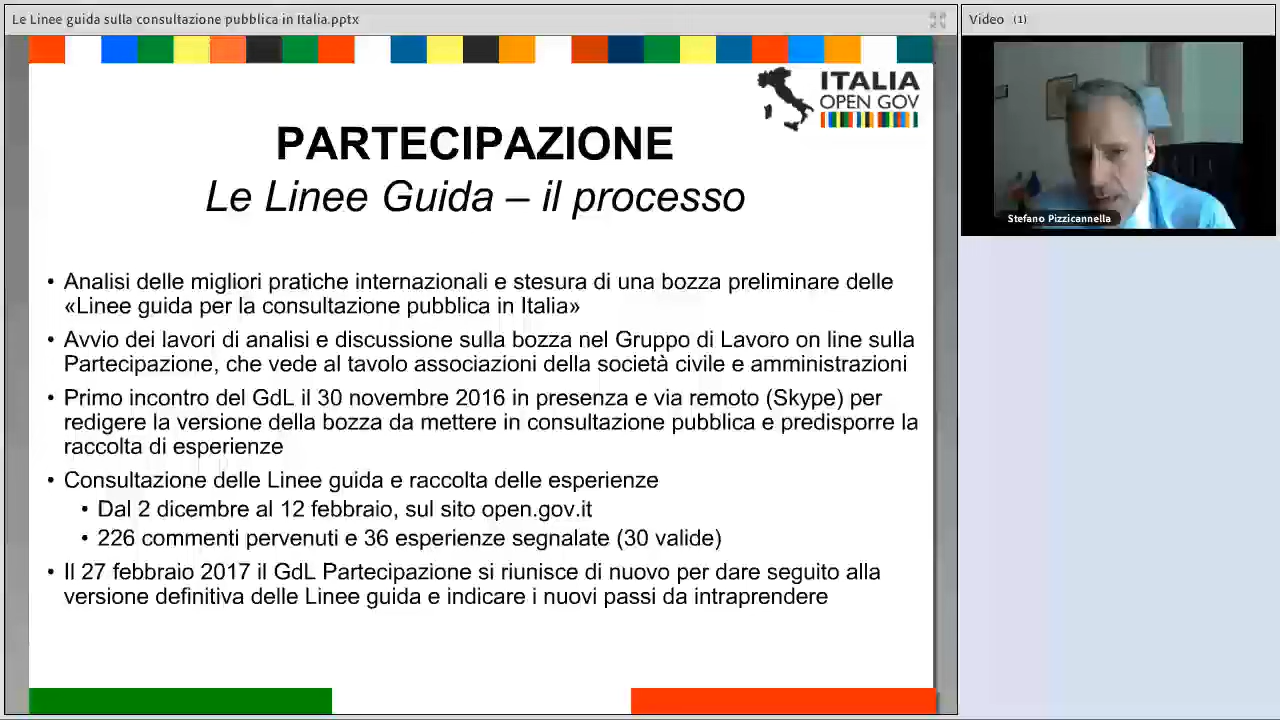 Le Linee guida sulla consultazione pubblica in Italia.pptx
Video (1)
ITALIA
OPEN GOV
PARTECIPAZIONE
Le Linee Guida – il processo
Stefano Pizzicannella
• Analisi delle migliori pratiche internazionali e stesura di una bozza preliminare delle
«Linee guida per la consultazione pubblica in Italia»
• Avvio dei lavori di analisi e discussione sulla bozza nel Gruppo di Lavoro on line sulla
Partecipazione, che vede al tavolo associazioni della società civile e amministrazioni
• Primo incontro del GdL il 30 novembre 2016 in presenza e via remoto (Skype) per
redigere la versione della bozza da mettere in consultazione pubblica e predisporre la
raccolta di esperienze
• Consultazione delle Linee guida e raccolta delle esperienze
• Dal 2 dicembre al 12 febbraio, sul sito open.gov.it
• 226 commenti pervenuti e 36 esperienze segnalate (30 valide)
• Il 27 febbraio 2017 il GdL Partecipazione si riunisce di nuovo per dare seguito alla
versione definitiva delle Linee guida e indicare i nuovi passi da intraprendere